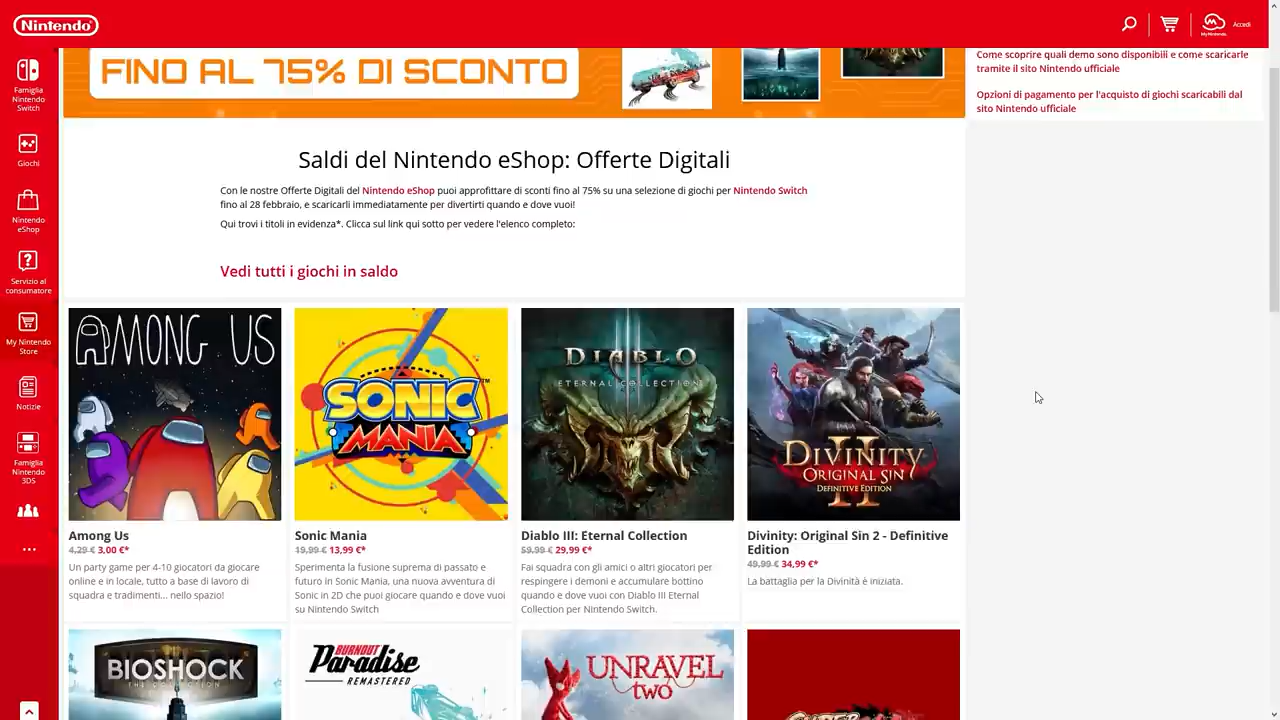 Nintendo
Accedi
My Nintendo
Famiglia
Nintendo
Switch
Giochi
Nintendo
eShop
Servizio al
consumatore
My Nintendo
Store
Notizie
Famiglia
Nintendo
3DS
...
FINO AL 75% DI SCONTO
Come scoprire quali demo sono disponibili e come scaricarle
tramite il sito Nintendo ufficiale
Opzioni di pagamento per l'acquisto di giochi scaricabili dal
sito Nintendo ufficiale
Saldi del Nintendo eShop: Offerte Digitali
Con le nostre Offerte Digitali del Nintendo eShop puoi approfittare di sconti fino al 75% su una selezione di giochi per Nintendo Switch
fino al 28 febbraio, e scaricarli immediatamente per divertirti quando e dove vuoi!
Qui trovi i titoli in evidenza*. Clicca sul link qui sotto per vedere l'elenco completo:
Vedi tutti i giochi in saldo
AMONG US
Among Us
4,29 € 3,00 €*
Un party game per 4-10 giocatori da giocare
online e in locale, tutto a base di lavoro di
squadra e tradimenti... nello spazio!
SONIC
MANIA
™
Sonic Mania
19,99 € 13,99 €*
Sperimenta la fusione suprema di passato e
futuro in Sonic Mania, una nuova avventura di
Sonic in 2D che puoi giocare quando e dove vuoi
su Nintendo Switch
DIABLO
III
ETERNAL COLLECTION
Diablo III: Eternal Collection
59,99 € 29,99 €*
Fai squadra con gli amici o altri giocatori per
respingere i demoni e accumulare bottino
quando e dove vuoi con Diablo III Eternal
Collection per Nintendo Switch.
DIVINITY
II
ORIGINAL SIN
DEFINITIVE EDITION
Divinity: Original Sin 2 - Definitive
Edition
49,99 € 34,99 €*
La battaglia per la Divinità è iniziata.
BIOSHOCK
THE COLLECTION
BURNOUT
Paradise
REMASTERED
UNRAVEL
two
SUPER